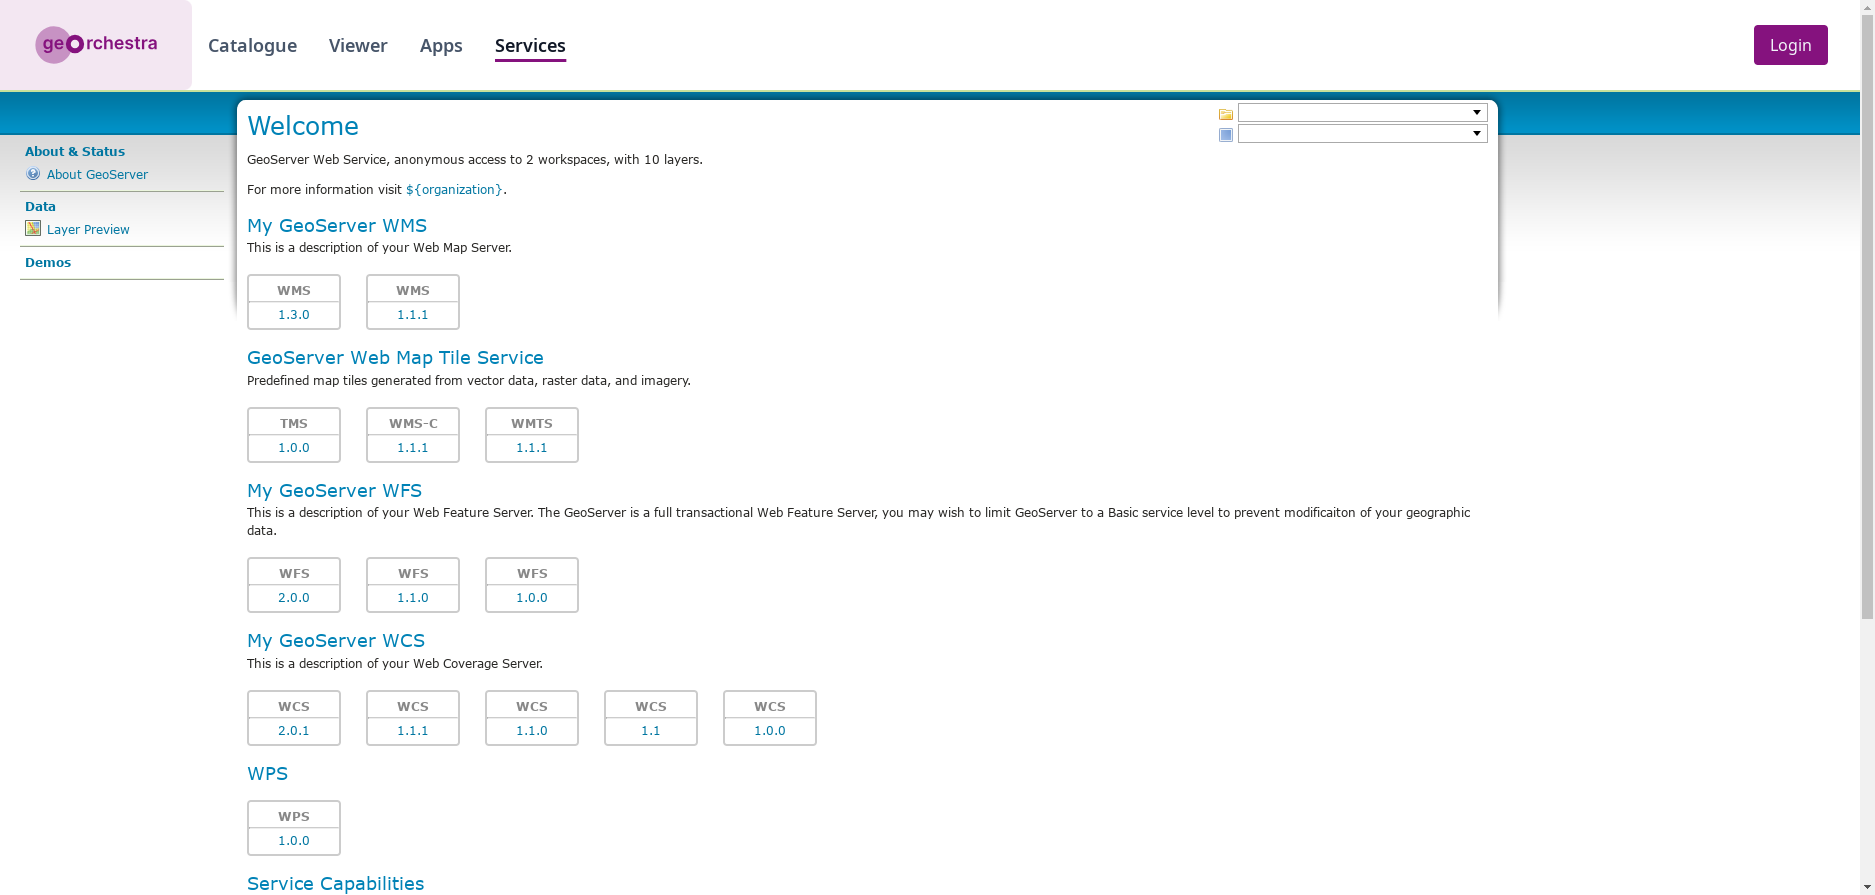 georchestra
Catalogue
Viewer
Apps
Services
Login
About & Status
About GeoServer
Data
Layer Preview
Demos
Welcome
GeoServer Web Service, anonymous access to 2 workspaces, with 10 layers.
For more information visit ${organization}.
My GeoServer WMS
This is a description of your Web Map Server.
WMS
1.3.0
WMS
1.1.1
GeoServer Web Map Tile Service
Predefined map tiles generated from vector data, raster data, and imagery.
TMS
1.0.0
WMS-C
1.1.1
WMTS
1.1.1
My GeoServer WFS
This is a description of your Web Feature Server. The GeoServer is a full transactional Web Feature Server, you may wish to limit GeoServer to a Basic service level to prevent modificaiton of your geographic
data.
WFS
2.0.0
WFS
1.1.0
WFS
1.0.0
My GeoServer WCS
This is a description of your Web Coverage Server.
WCS
2.0.1
WCS
1.1.1
WCS
1.1.0
WCS
1.1
WCS
1.0.0
WPS
WPS
1.0.0
Service Capabilities